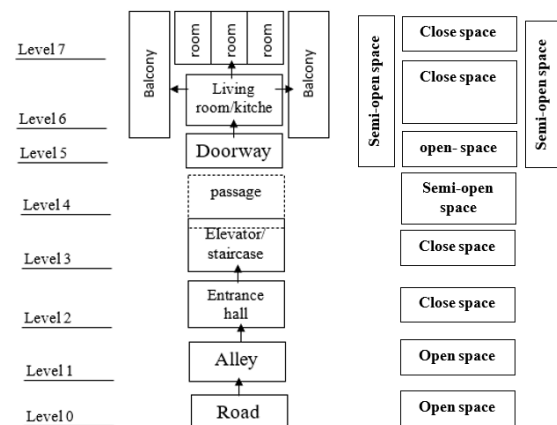 Level 7
Balcony
room
room
room
Balcony
Semi-open space
Close space
Semi-open space
Living
room/kitche
Close space
Level 6
Level 5
Doorway
open- space
passage
Semi-open
space
Level 4
Elevator/
staircase
Close space
Level 3
Entrance
hall
Close space
Level 2
Alley
Open space
Level 1
Road
Open space
Level 0